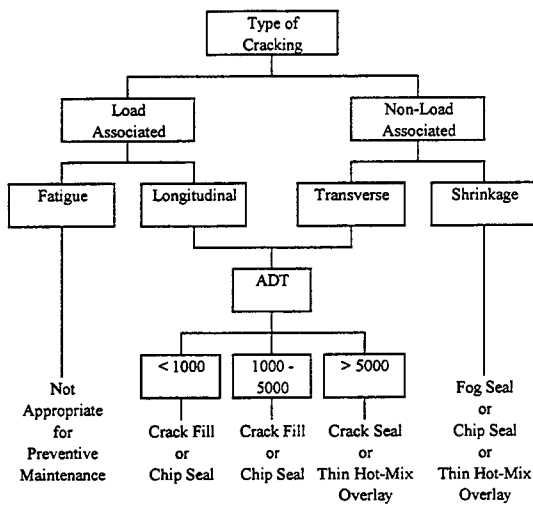 Type of
Cracking
Load
Associated
Non-Load
Associated
Fatigue
Longitudinal
Transverse
Shrinkage
ADT
< 1000
1000 -
5000
> 5000
Not
Appropriate
for
Preventive
Maintenance
Crack Fill
or
Chip Seal
Crack Fill
or
Chip Seal
Crack Seal
or
Thin Hot-Mix
Overlay
Fog Seal
or
Chip Seal
or
Thin Hot-Mix
Overlay